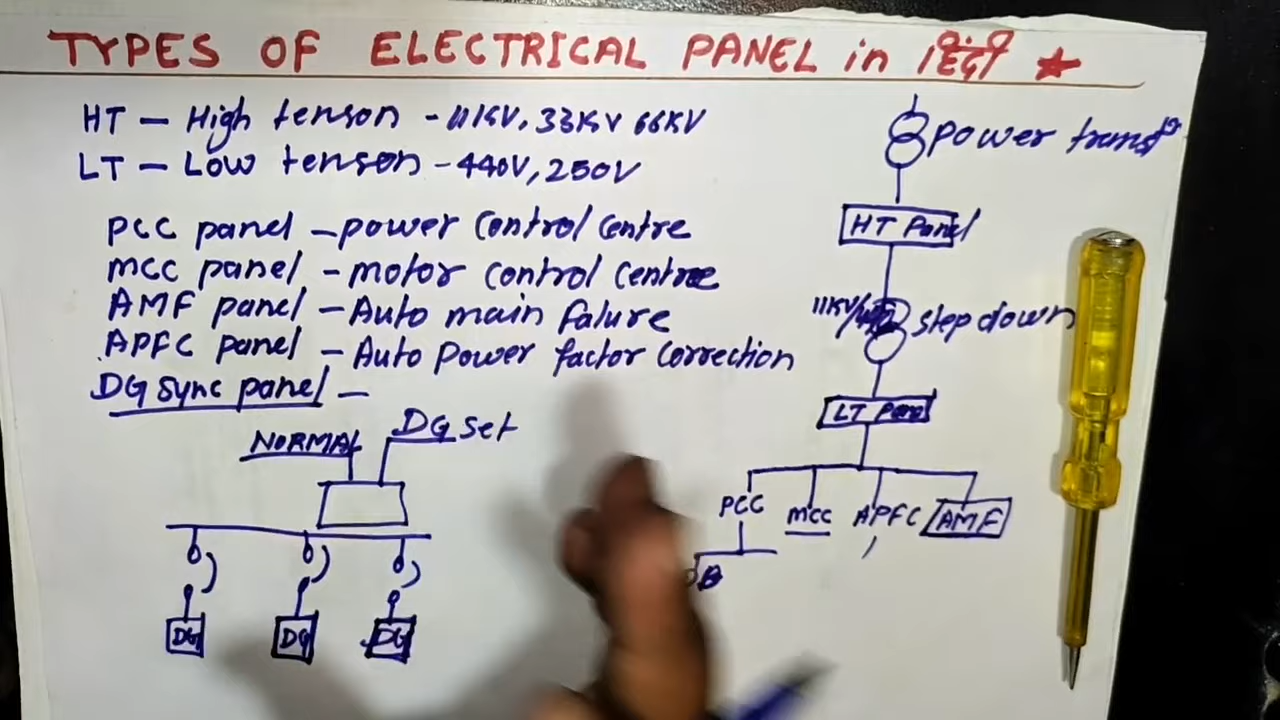 TYPES OF ELECTRICAL PANEL in हिंदी
HT – High tenson - 11KV, 33KV 66KV
LT – Low tenson - 440V, 250V
PCC panel – power control Centre
MCC panel - motor control Centre
AMF panel – Auto main falure
APFC panel – Auto Power factor Correction
DG sync panel –
NORMAL
DG set
DG
DG
DG
power transf
HT Panel
11KV/
step down
LT Panel
PCC
MCC
APFC
AMF
DB